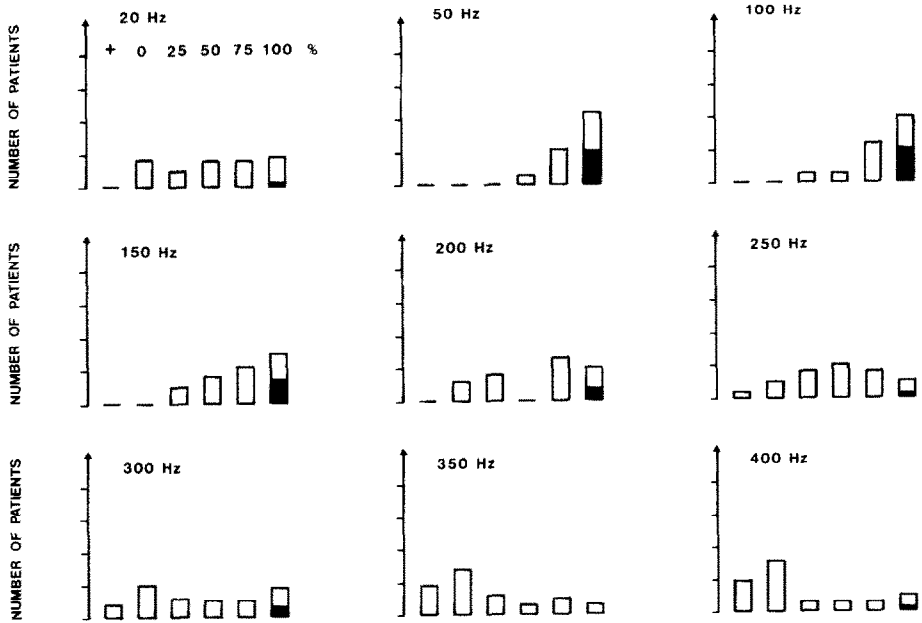 20 Hz
50 Hz
100 Hz
+ 0 25 50 75 100 %
NUMBER OF PATIENTS
150 Hz
200 Hz
250 Hz
NUMBER OF PATIENTS
300 Hz
350 Hz
400 Hz
NUMBER OF PATIENTS